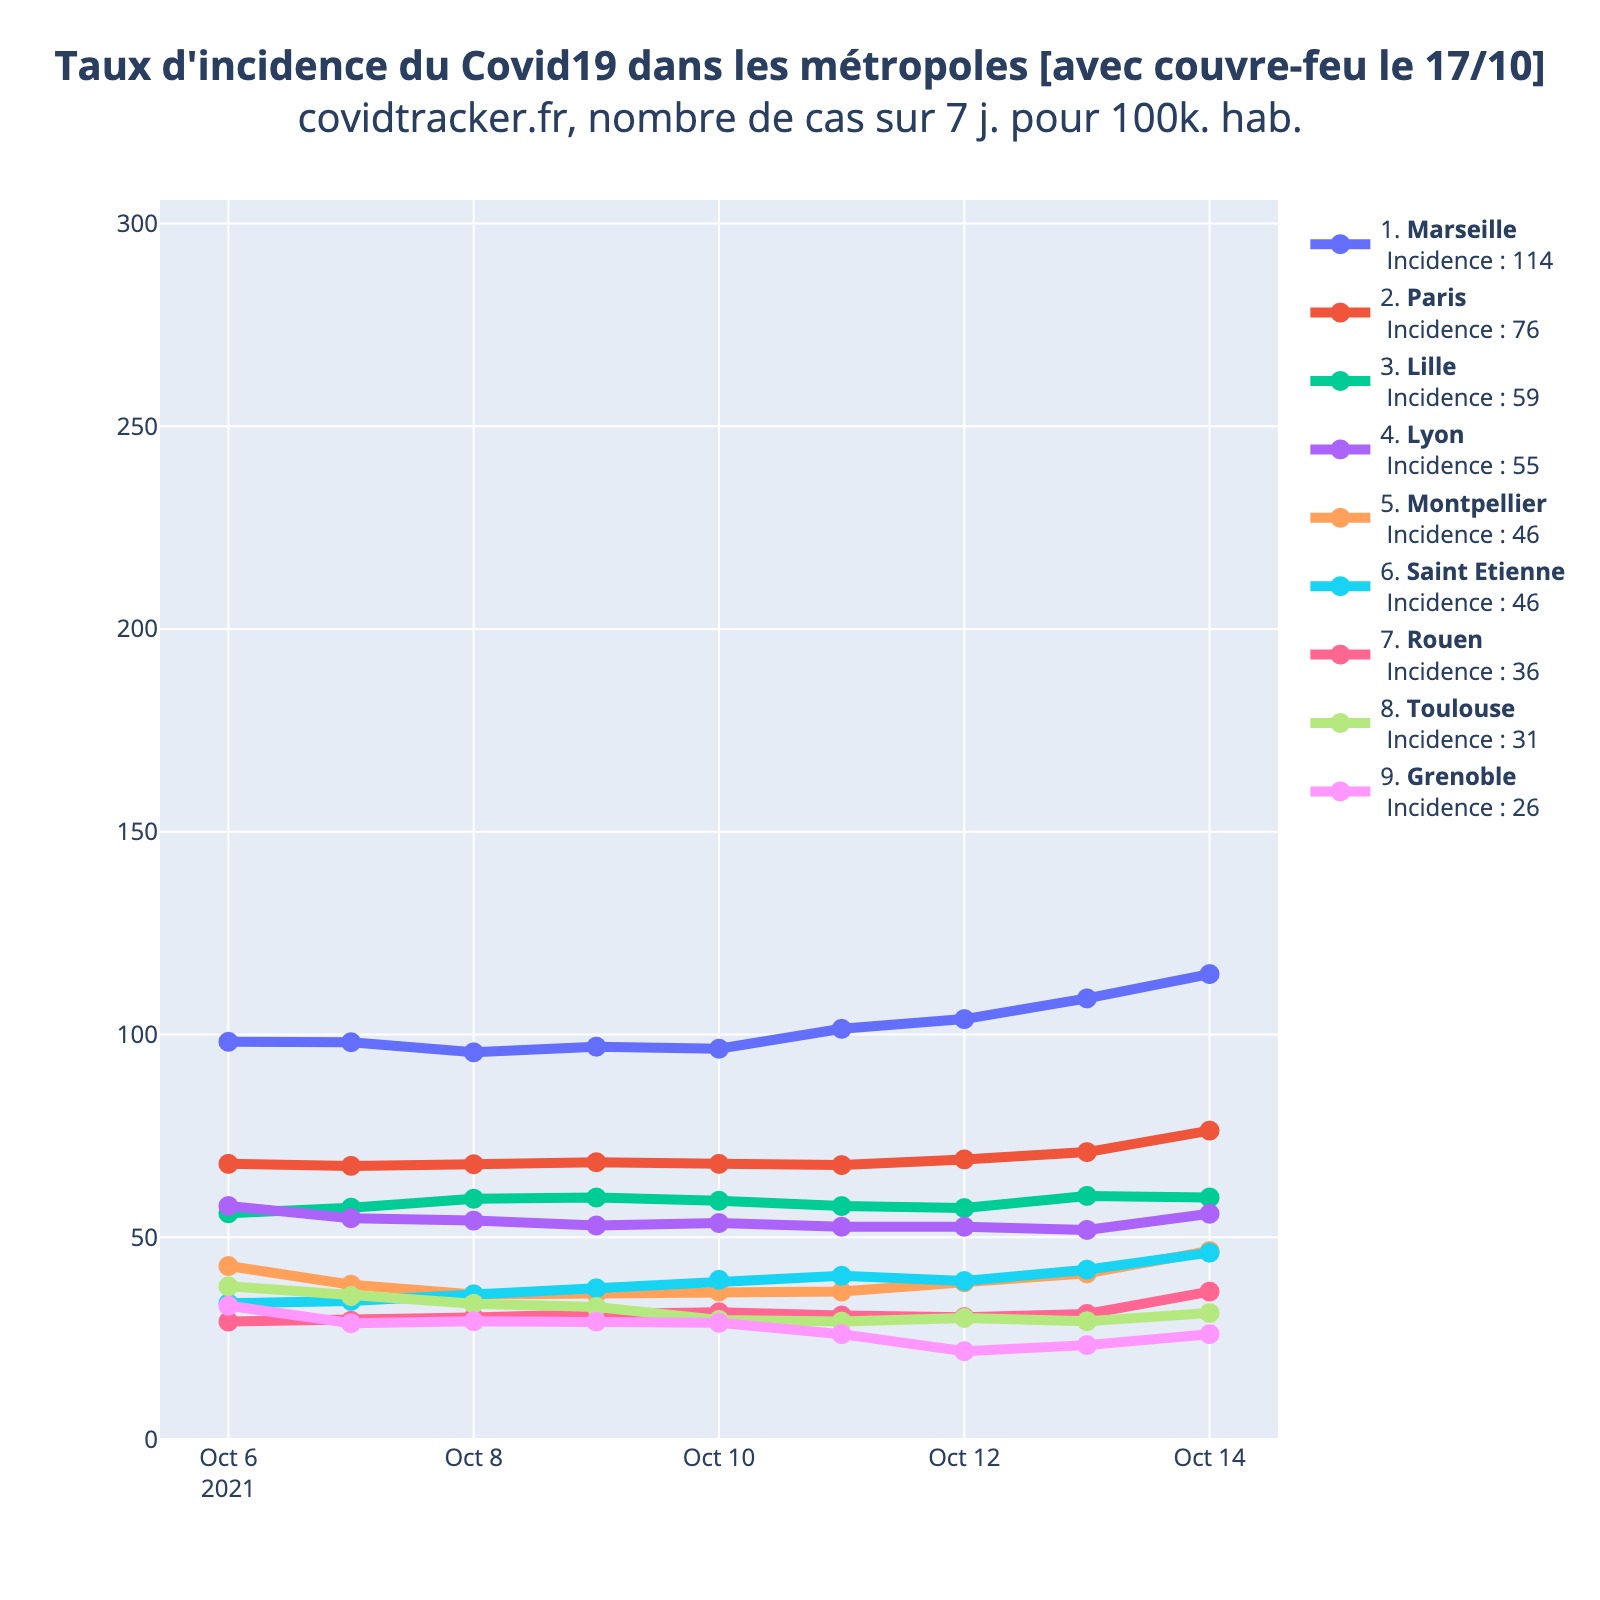 Taux d'incidence du Covid19 dans les métropoles [avec couvre-feu le 17/10]
covidtracker.fr, nombre de cas sur 7 j. pour 100k. hab.
300
250
200
150
100
50
0
Oct 6
2021
Oct 8
Oct 10
Oct 12
Oct 14
1. Marseille
Incidence : 114
2. Paris
Incidence : 76
3. Lille
Incidence : 59
4. Lyon
Incidence : 55
5. Montpellier
Incidence : 46
6. Saint Etienne
Incidence : 46
7. Rouen
Incidence : 36
8. Toulouse
Incidence : 31
9. Grenoble
Incidence : 26